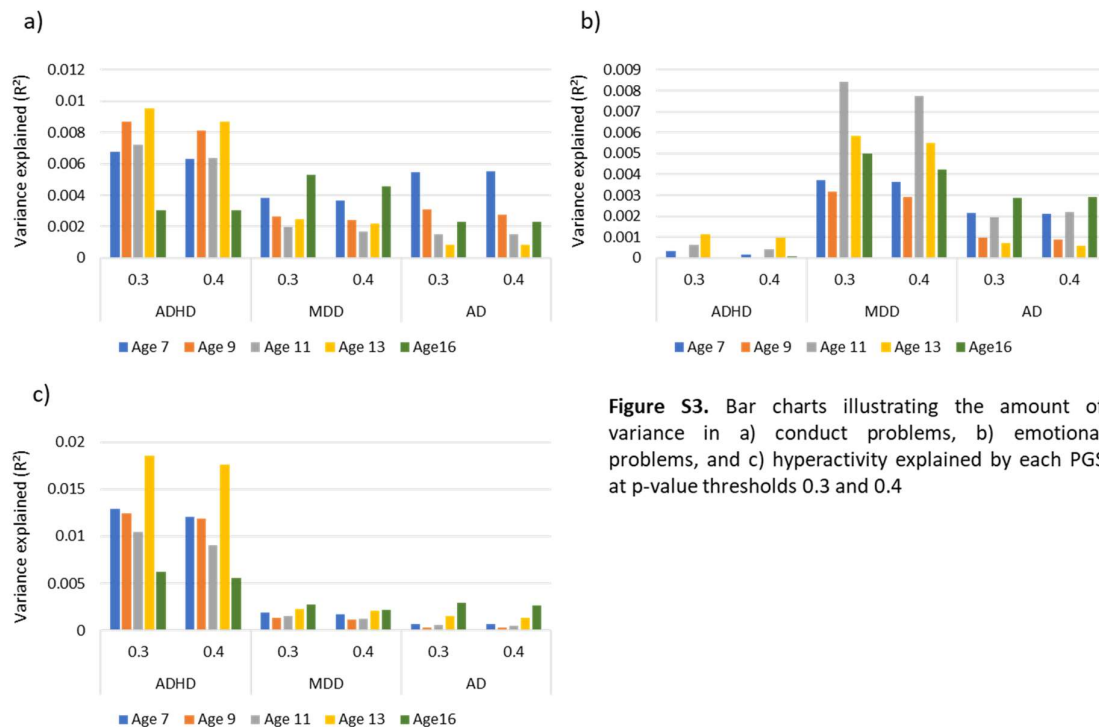 a)
Variance explained (R²)
0.012
0.01
0.008
0.006
0.004
0.002
0
0.3 0.4 0.3 0.4 0.3 0.4
ADHD MDD AD
Age 7 Age 9 Age 11 Age 13 Age16
b)
Variance explained (R²)
0.009
0.008
0.007
0.006
0.005
0.004
0.003
0.002
0.001
0
0.3 0.4 0.3 0.4 0.3 0.4
ADHD MDD AD
Age 7 Age 9 Age 11 Age 13 Age16
c)
Variance explained (R²)
0.02
0.015
0.01
0.005
0
0.3 0.4 0.3 0.4 0.3 0.4
ADHD MDD AD
Age 7 Age 9 Age 11 Age 13 Age16
Figure S3. Bar charts illustrating the amount of
variance in a) conduct problems, b) emotiona
problems, and c) hyperactivity explained by each PGS
at p-value thresholds 0.3 and 0.4